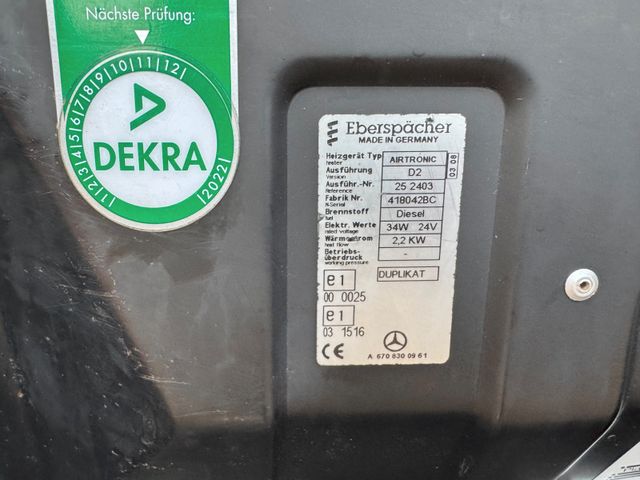 Nächste Prüfung:
1 2 3 4 5 6 7 8 9 10 11 12
DEKRA
2022
Eberspächer
MADE IN GERMANY
Heizgerät Typ AIRTRONIC 03 08
heater
Ausführung D2
Version
Ausführ.-Nr. 25 2403
Reference
Fabrik Nr. 418042BC
N-Serial
Brennstoff Diesel
fuel
Elektr. Werte 34W 24V
rated voltage
Wärmestrom 2,2 KW
heat flow
Betriebs-
überdruck -
working pressure
e1 DUPLIKAT
00 0025
e1
03 1516
CE A 670 830 09 61